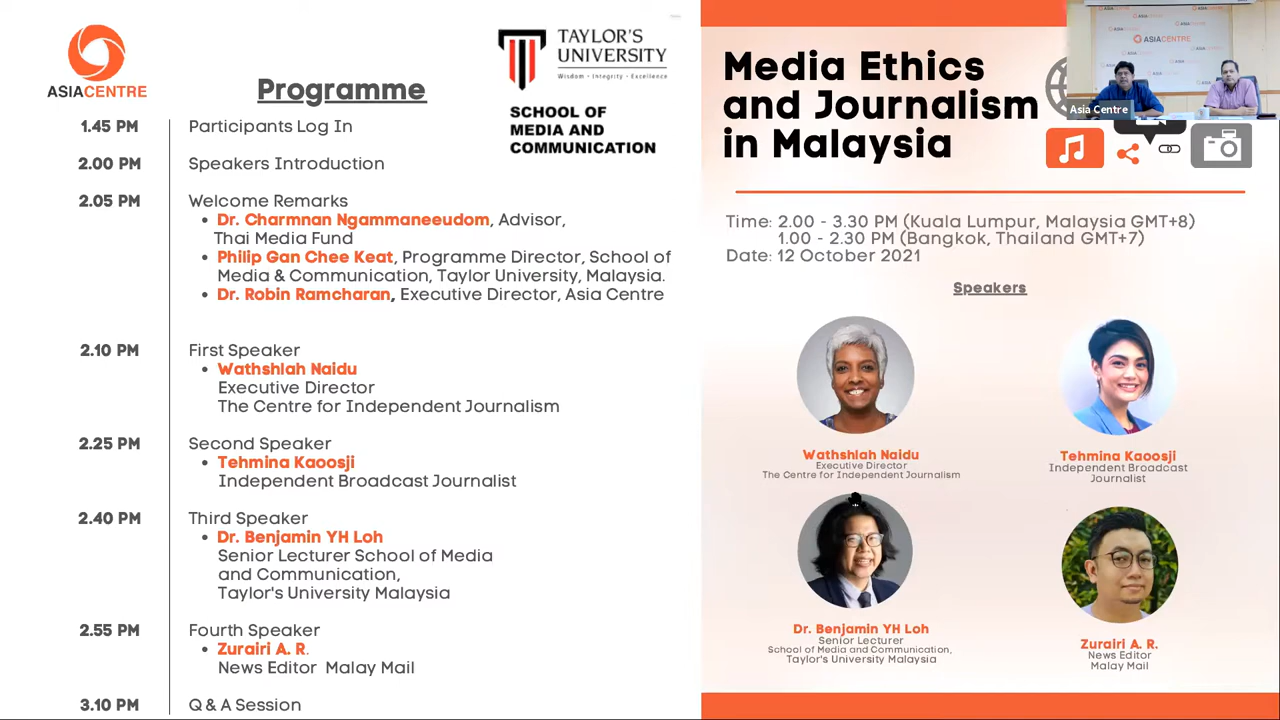 ASIACENTRE
Programme
TAYLOR'S
UNIVERSITY
Wisdom • Integrity • Excellence
SCHOOL OF
MEDIA AND
COMMUNICATION
1.45 PM Participants Log In
2.00 PM Speakers Introduction
2.05 PM Welcome Remarks
• Dr. Charmnan Ngammaneeudom, Advisor,
Thai Media Fund
• Philip Gan Chee Keat, Programme Director, School of
Media & Communication, Taylor University, Malaysia.
• Dr. Robin Ramcharan, Executive Director, Asia Centre
2.10 PM First Speaker
• Wathshlah Naidu
Executive Director
The Centre for Independent Journalism
2.25 PM Second Speaker
• Tehmina Kaoosji
Independent Broadcast Journalist
2.40 PM Third Speaker
• Dr. Benjamin YH Loh
Senior Lecturer School of Media
and Communication,
Taylor's University Malaysia
2.55 PM Fourth Speaker
• Zurairi A. R.
News Editor Malay Mail
3.10 PM Q & A Session
Media Ethics
and Journalism
in Malaysia
ASIACENTRE
Asia Centre
Time: 2.00 - 3.30 PM (Kuala Lumpur, Malaysia GMT+8)
1.00 - 2.30 PM (Bangkok, Thailand GMT+7)
Date: 12 October 2021
Speakers
Wathshlah Naidu
Executive Director
The Centre for Independent Journalism
Tehmina Kaoosji
Independent Broadcast
Journalist
Dr. Benjamin YH Loh
Senior Lecturer
School of Media and Communication,
Taylor's University Malaysia
Zurairi A. R.
News Editor
Malay Mail